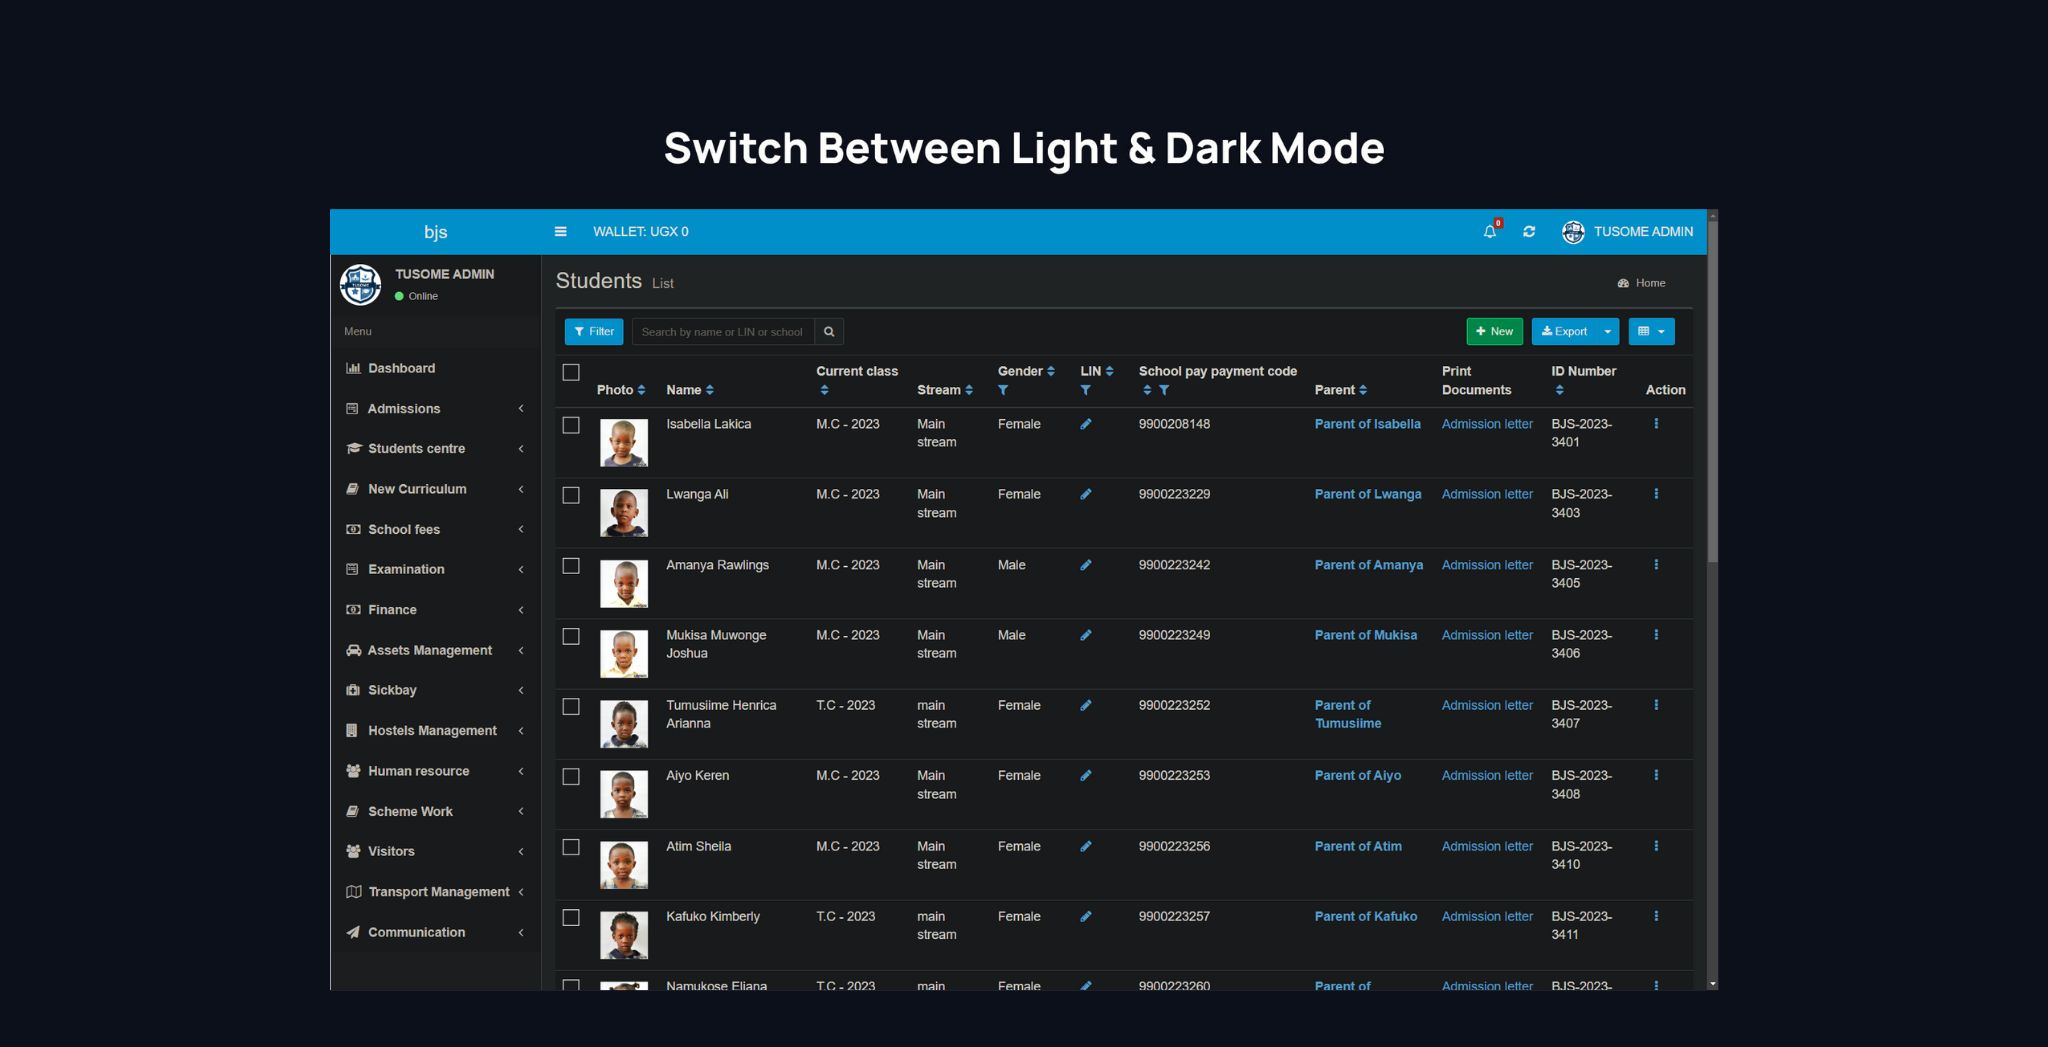 Switch Between Light & Dark Mode
bjs
WALLET: UGX 0
0
TUSOME ADMIN
TUSOME
TUSOME ADMIN
Online
Menu
Dashboard
Admissions
Students centre
New Curriculum
School fees
Examination
Finance
Assets Management
Sickbay
Hostels Management
Human resource
Scheme Work
Visitors
Transport Management
Communication
Students List
Home
Filter
Search by name or LIN or school
New
Export
Photo Name Current class Stream Gender LIN School pay payment code Parent Print Documents ID Number Action
Isabella Lakica M.C - 2023 Main stream Female 9900208148 Parent of Isabella Admission letter BJS-2023-3401
Lwanga Ali M.C - 2023 Main stream Female 9900223229 Parent of Lwanga Admission letter BJS-2023-3403
Amanya Rawlings M.C - 2023 Main stream Male 9900223242 Parent of Amanya Admission letter BJS-2023-3405
Mukisa Muwonge Joshua M.C - 2023 Main stream Male 9900223249 Parent of Mukisa Admission letter BJS-2023-3406
Tumusiime Henrica Arianna T.C - 2023 main stream Female 9900223252 Parent of Tumusiime Admission letter BJS-2023-3407
Aiyo Keren M.C - 2023 Main stream Female 9900223253 Parent of Aiyo Admission letter BJS-2023-3408
Atim Sheila M.C - 2023 Main stream Female 9900223256 Parent of Atim Admission letter BJS-2023-3410
Kafuko Kimberly T.C - 2023 main stream Female 9900223257 Parent of Kafuko Admission letter BJS-2023-3411
Namukose Eliana T.C - 2023 main Female 9900223260 Parent of Admission letter BJS-2023-